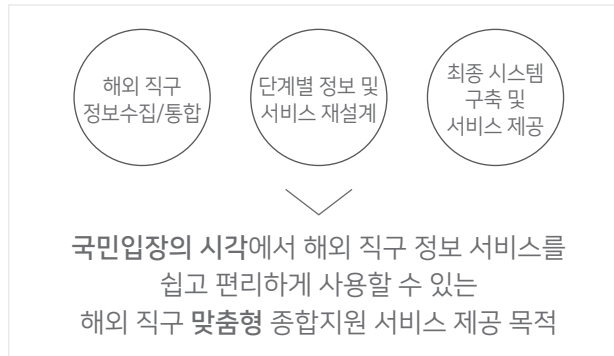 해외 직구
정보수집/통합
단계별 정보 및
서비스 재설계
최종 시스템
구축 및
서비스 제공
국민입장의 시각에서 해외 직구 정보 서비스를
쉽고 편리하게 사용할 수 있는
해외 직구 맞춤형 종합지원 서비스 제공 목적